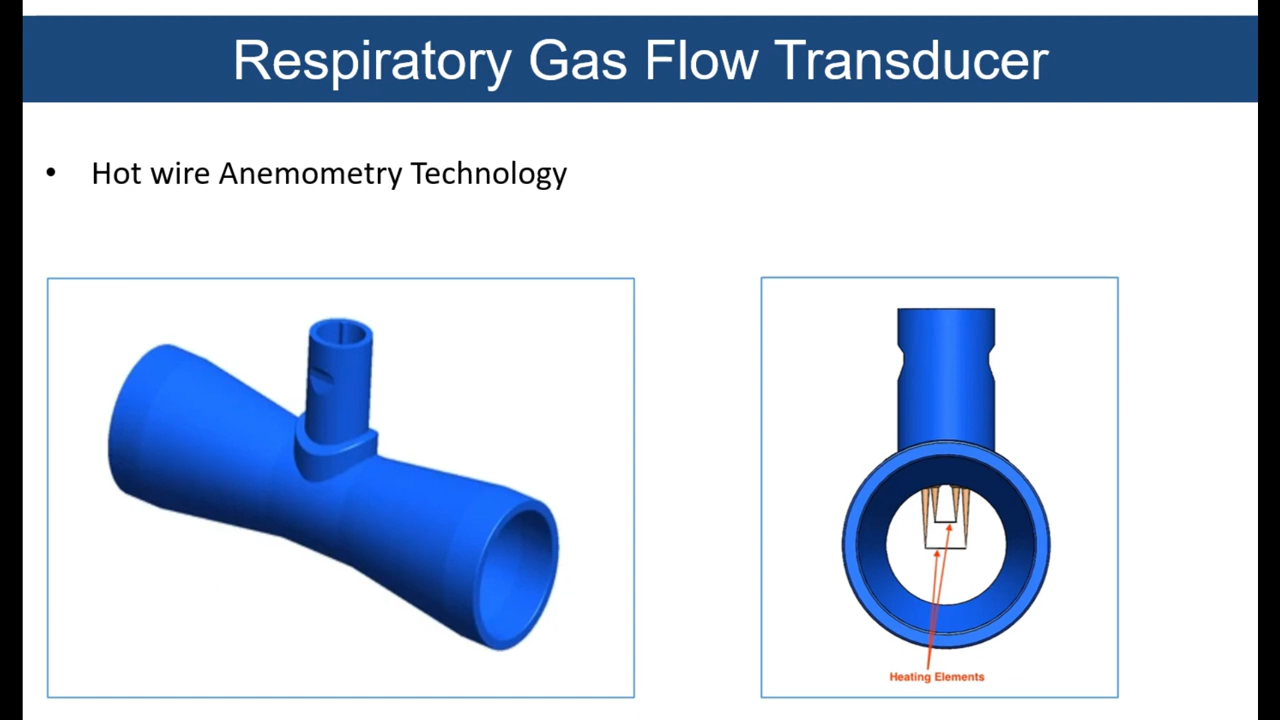 Respiratory Gas Flow Transducer
• Hot wire Anemometry Technology
Heating Elements